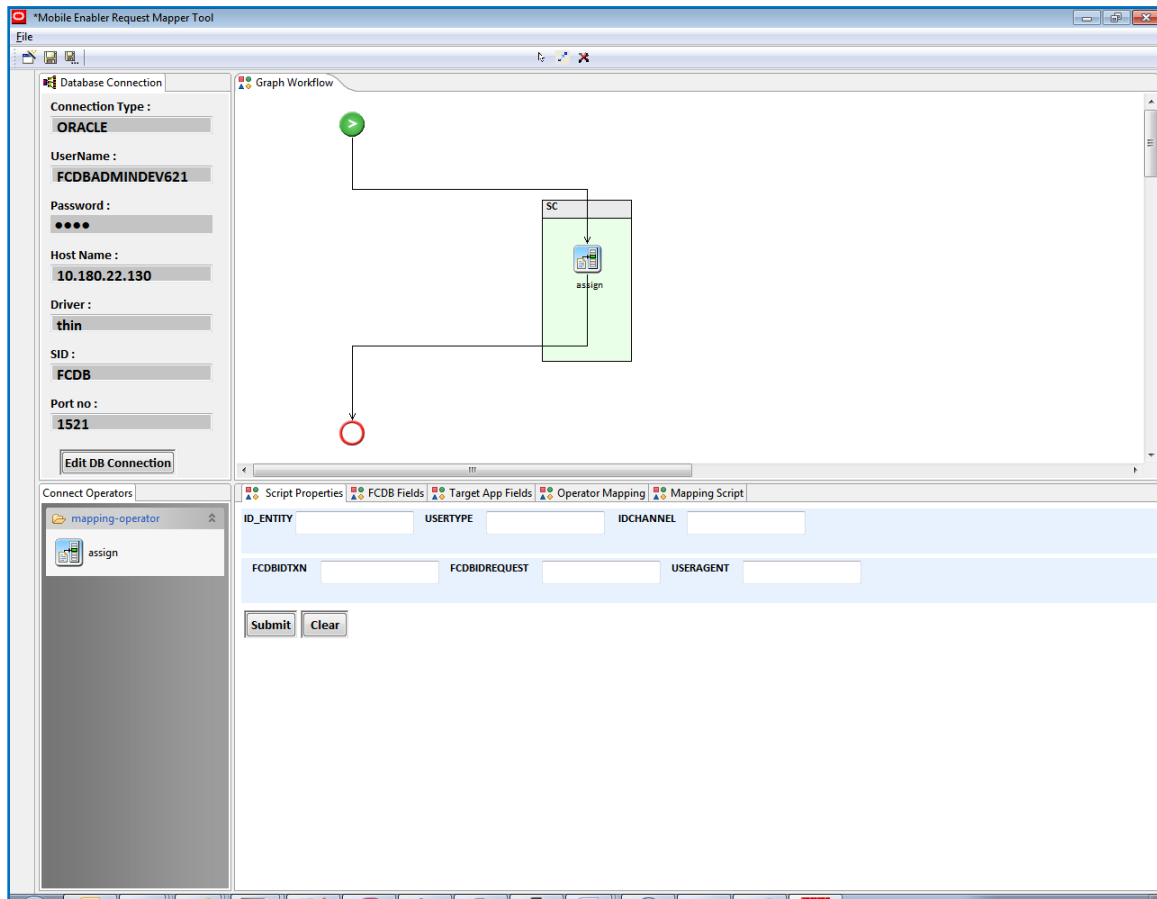 *Mobile Enabler Request Mapper Tool
File
Database Connection
Graph Workflow
Connection Type :
ORACLE
UserName :
FCDBADMINDEV621
Password :
••••
Host Name :
10.180.22.130
Driver :
thin
SID :
FCDB
Port no :
1521
Edit DB Connection
SC
assign
Connect Operators
mapping-operator
assign
Script Properties FCDB Fields Target App Fields Operator Mapping Mapping Script
ID_ENTITY USERTYPE IDCHANNEL
FCDBIDTXN FCDBIDREQUEST USERAGENT
Submit Clear